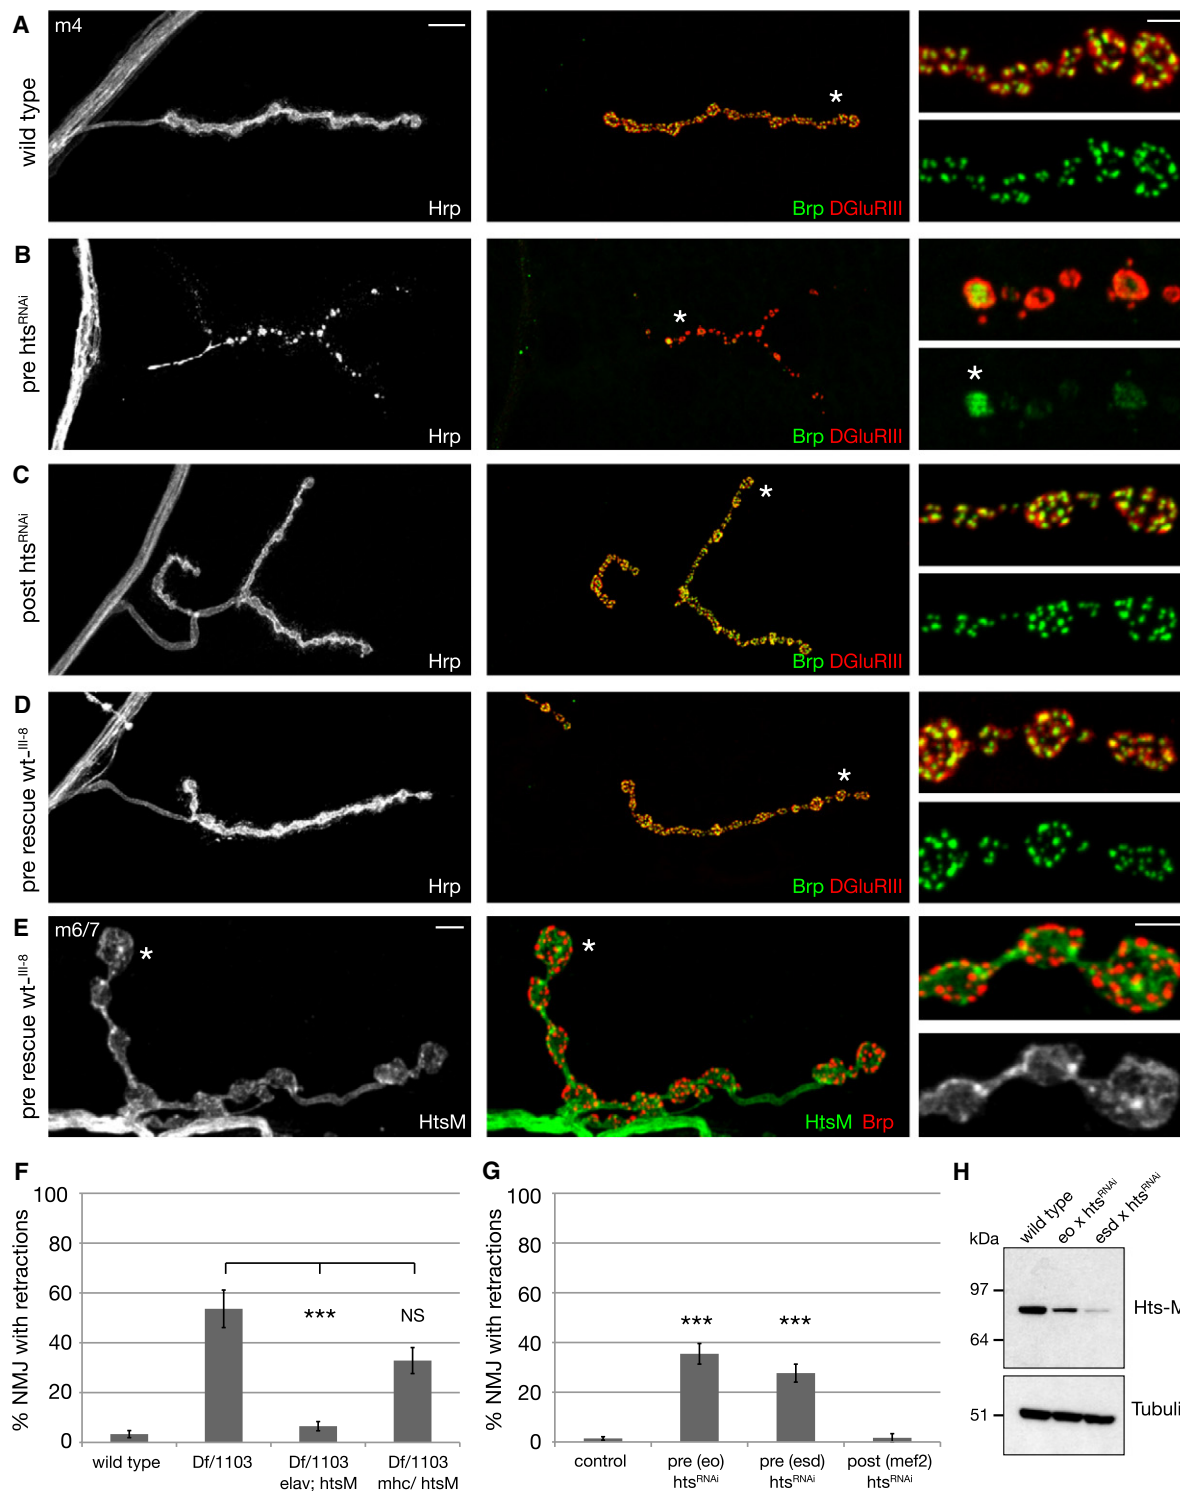 A
m4
wild type
Hrp
*
Brp DGluRIII
B
pre hts^RNAi
Hrp
*
Brp DGluRIII
*
C
post hts^RNAi
Hrp
*
Brp DGluRIII
D
pre rescue wt-^III-8
Hrp
*
Brp DGluRIII
E
m6/7
pre rescue wt-^III-8
*
HtsM
*
HtsM Brp
F
% NMJ with retractions
100
80
60
40
20
0
***
NS
wild type
Df/1103
Df/1103
elav; htsM
Df/1103
mhc/ htsM
G
% NMJ with retractions
100
80
60
40
20
0
***
***
control
pre (eo)
hts^RNAi
pre (esd)
hts^RNAi
post (mef2)
hts^RNAi
H
wild type
eo x hts^RNAi
esd x hts^RNAi
kDa
97
64
51
Hts-M
Tubuli